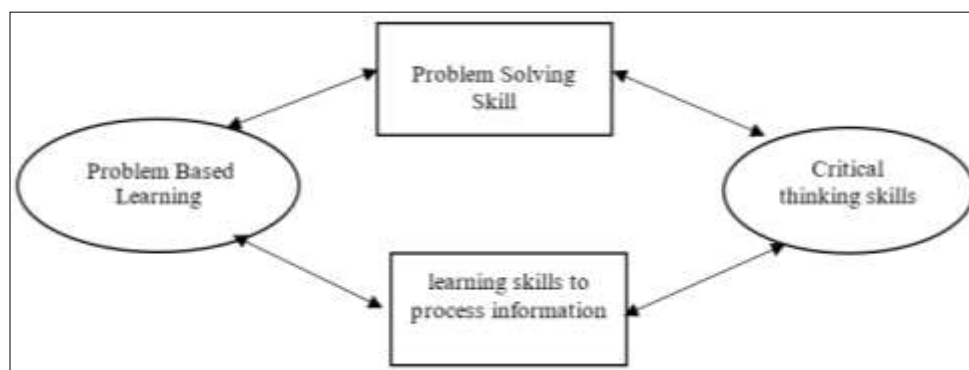 Problem Solving
Skill
Problem Based
Learning
Critical
thinking skills
learning skills to
process information